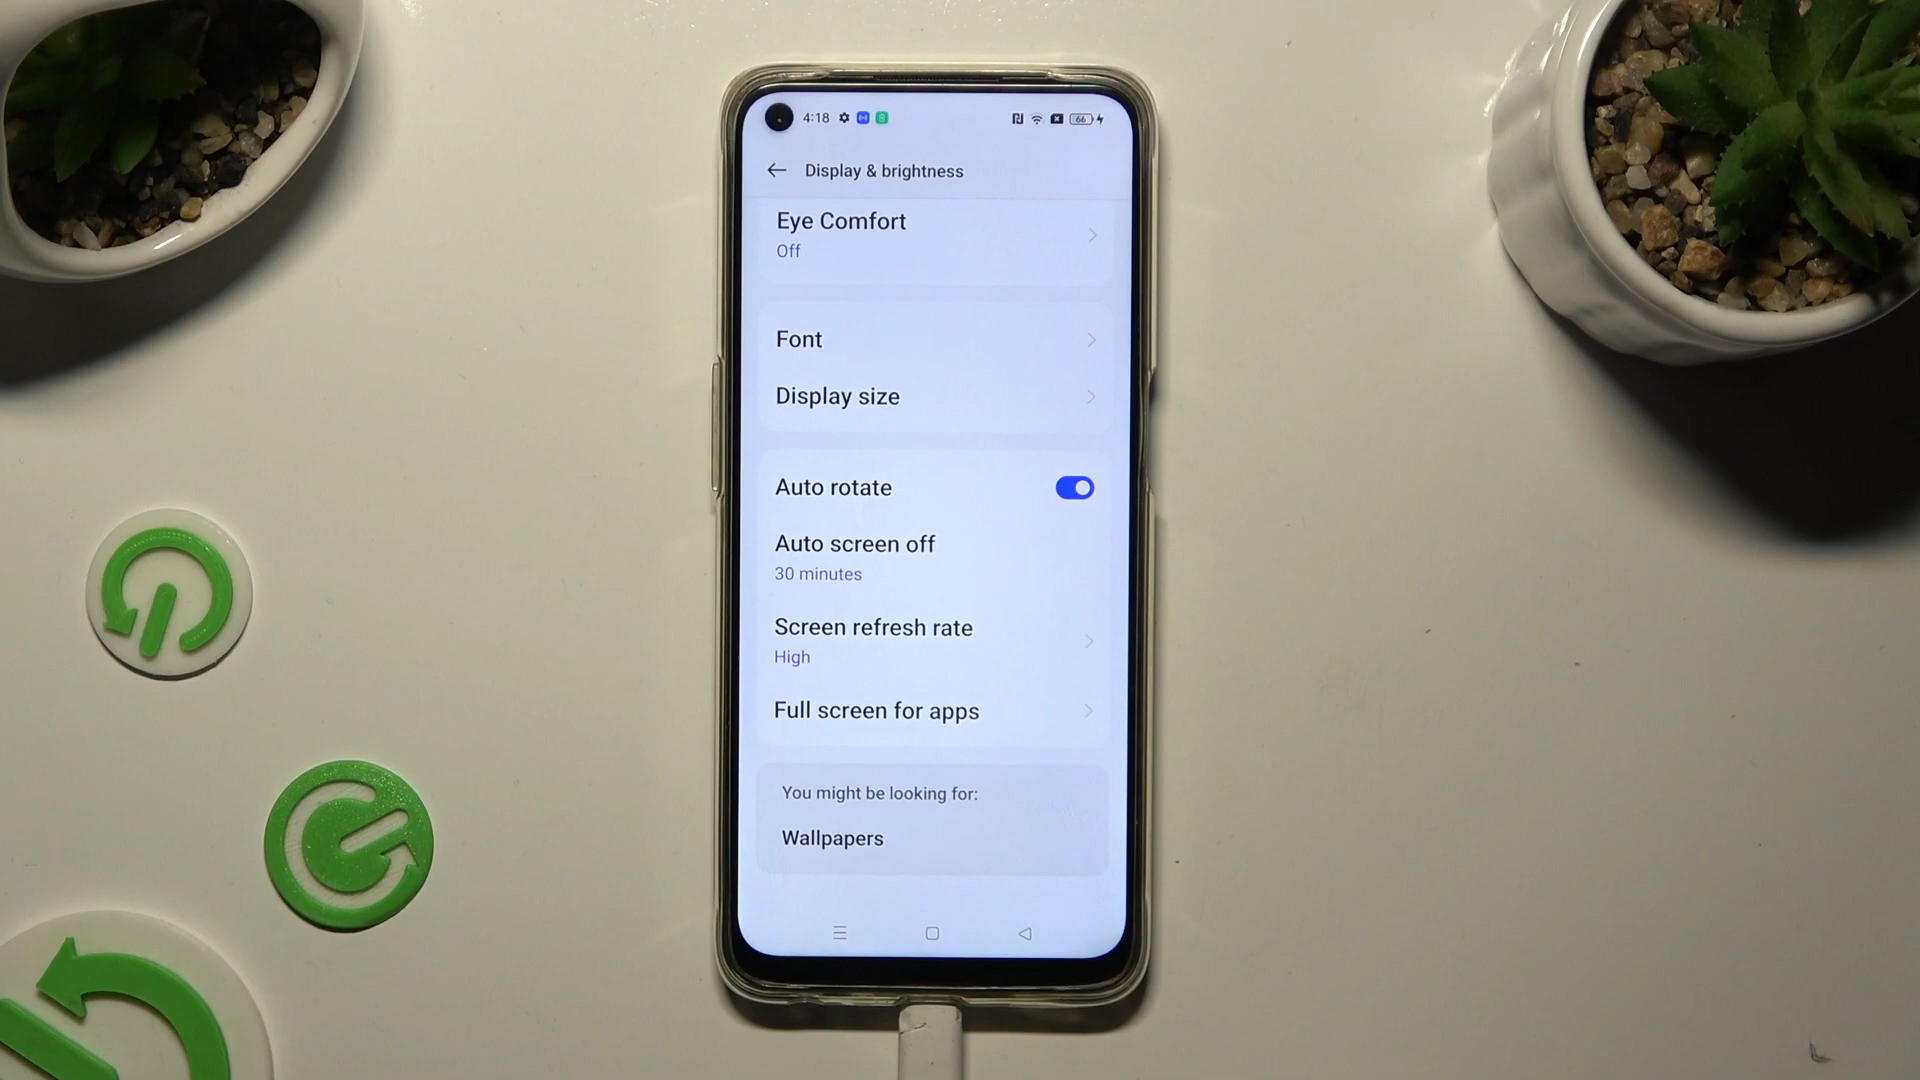 4:18 66
Display & brightness
Eye Comfort
Off
Font
Display size
Auto rotate
Auto screen off
30 minutes
Screen refresh rate
High
Full screen for apps
You might be looking for:
Wallpapers